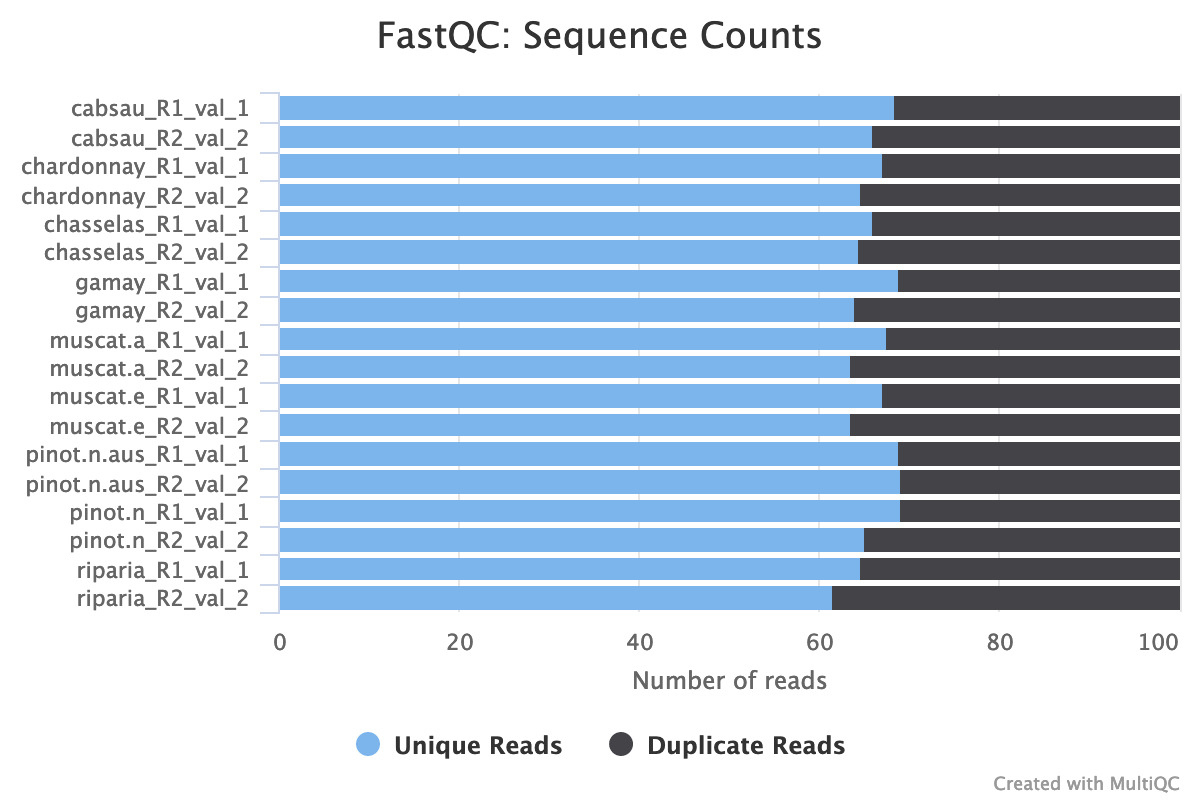 FastQC: Sequence Counts
cabsau_R1_val_1
cabsau_R2_val_2
chardonnay_R1_val_1
chardonnay_R2_val_2
chasselas_R1_val_1
chasselas_R2_val_2
gamay_R1_val_1
gamay_R2_val_2
muscat.a_R1_val_1
muscat.a_R2_val_2
muscat.e_R1_val_1
muscat.e_R2_val_2
pinot.n.aus_R1_val_1
pinot.n.aus_R2_val_2
pinot.n_R1_val_1
pinot.n_R2_val_2
riparia_R1_val_1
riparia_R2_val_2
0 20 40 60 80 100
Number of reads
Unique Reads Duplicate Reads
Created with MultiQC